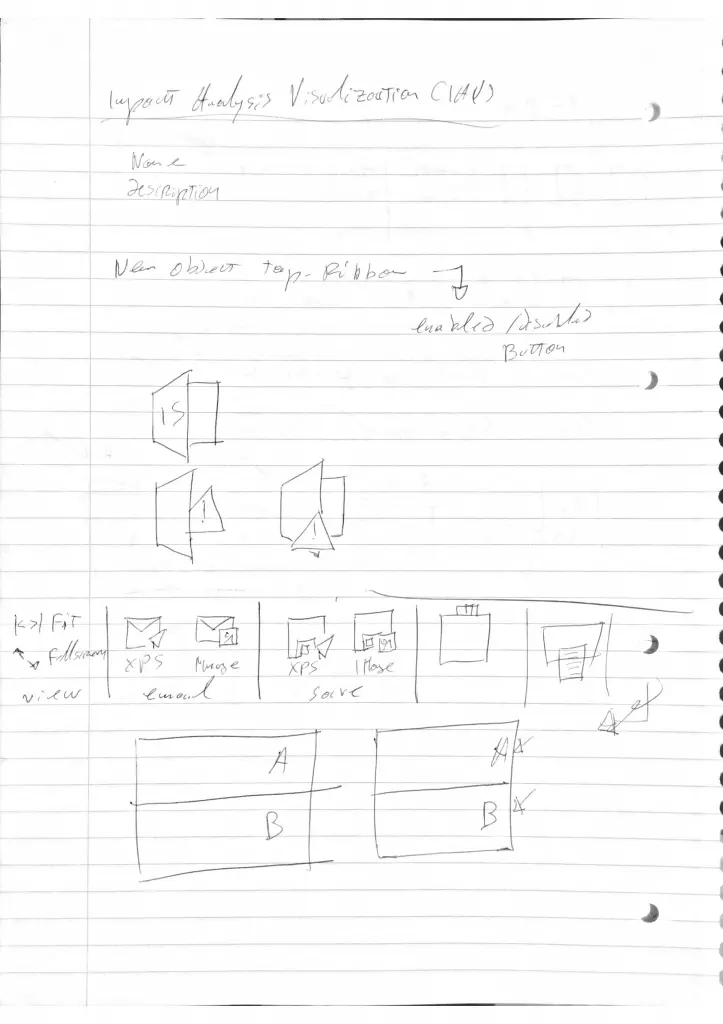 Impact Analysis Visualization (IAV)
Name
Description
New object top-Ribbon
enabled/disabled
Button
IS
!
!
|<>| Fit
Fullscreen
view
XPS
Image
email
XPS
Image
save
A
B
A
B